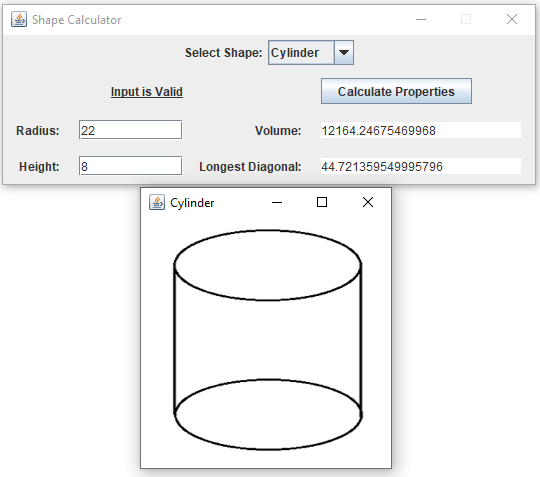 Shape Calculator
Select Shape: Cylinder
Input is Valid Calculate Properties
Radius: 22 Volume: 12164.24675469968
Height: 8 Longest Diagonal: 44.721359549995796
Cylinder